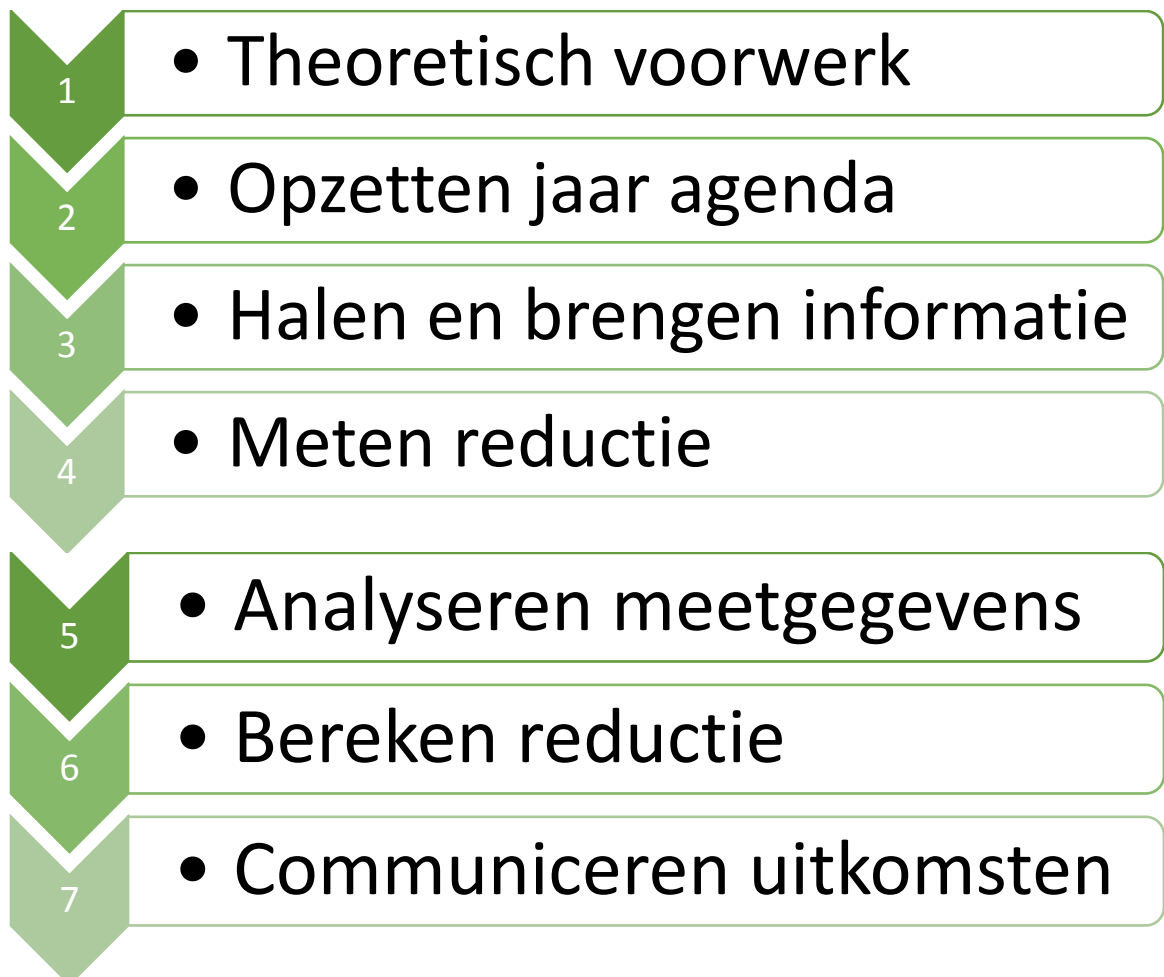 1 • Theoretisch voorwerk
2 • Opzetten jaar agenda
3 • Halen en brengen informatie
4 • Meten reductie
5 • Analyseren meetgegevens
6 • Bereken reductie
7 • Communiceren uitkomsten